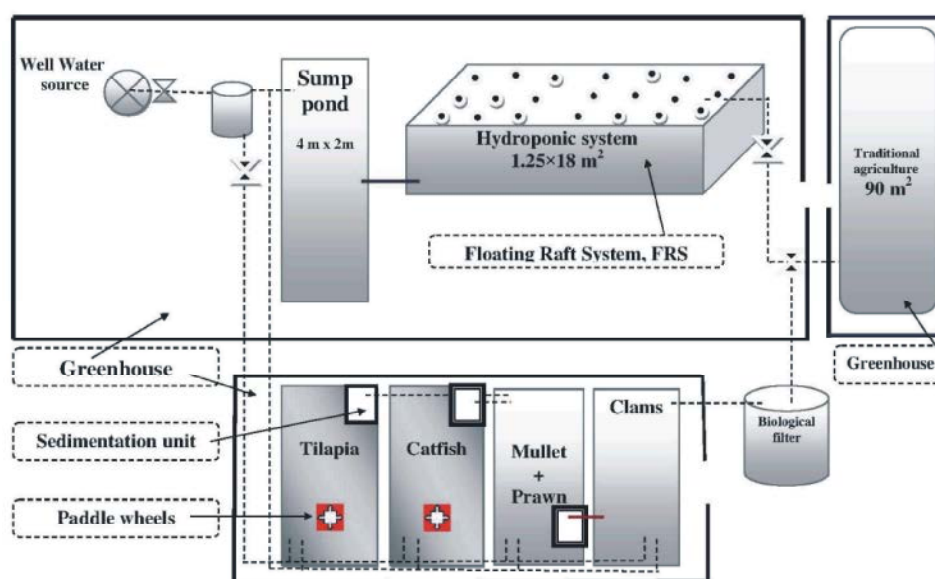 Well Water
source
Sump
pond
4 m x 2m
Hydroponic system
1.25×18 m²
Floating Raft System, FRS
Traditional
agriculture
90 m²
Greenhouse
Greenhouse
Sedimentation unit
Paddle wheels
Tilapia
Catfish
Mullet
+
Prawn
Clams
Biological
filter